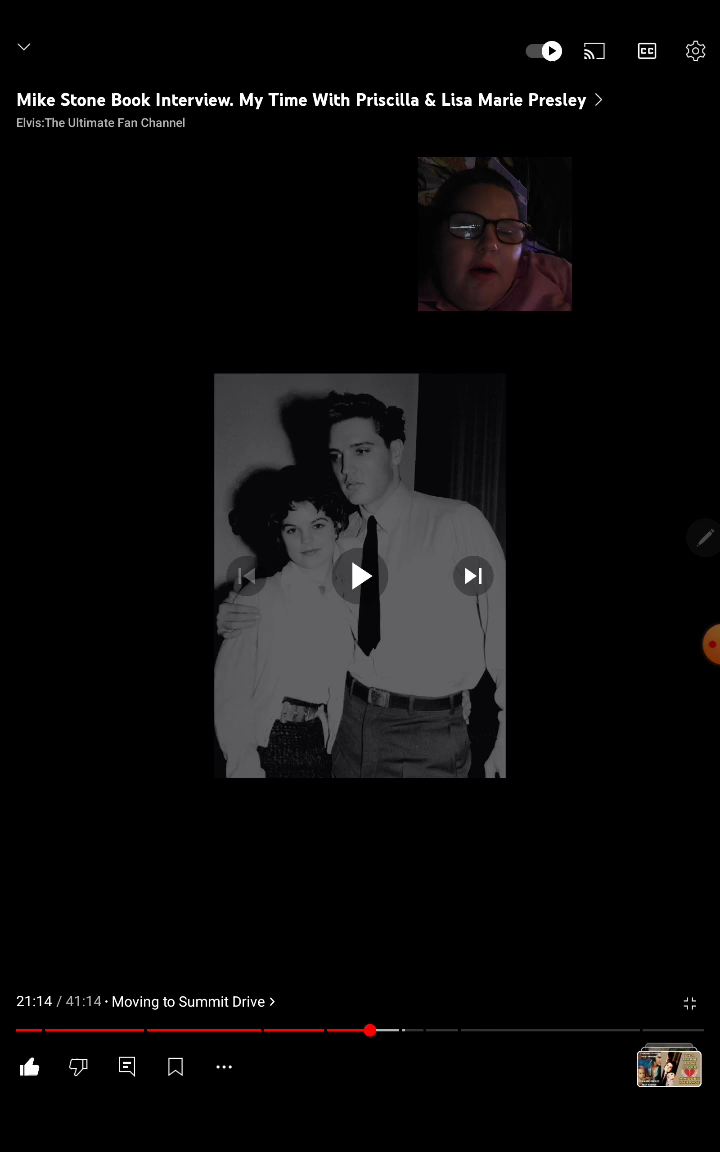 Mike Stone Book Interview. My Time With Priscilla & Lisa Marie Presley
Elvis:The Ultimate Fan Channel
CC
21:14 / 41:14 · Moving to Summit Drive